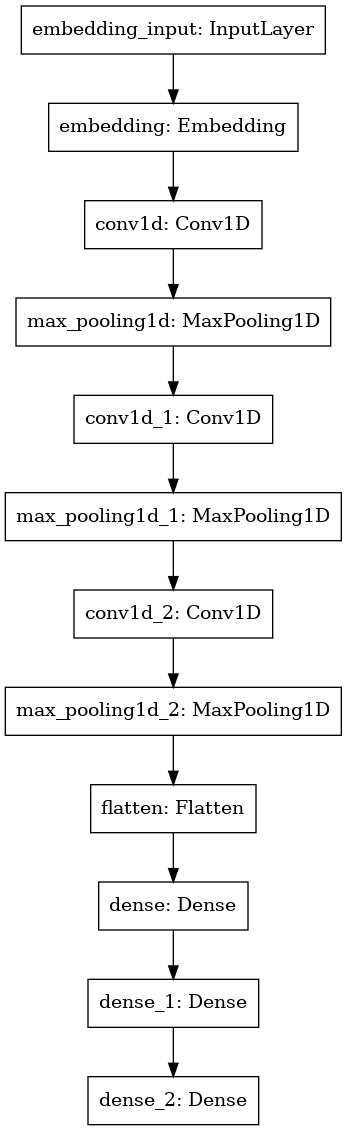 embedding_input: InputLayer
embedding: Embedding
conv1d: Conv1D
max_pooling1d: MaxPooling1D
conv1d_1: Conv1D
max_pooling1d_1: MaxPooling1D
conv1d_2: Conv1D
max_pooling1d_2: MaxPooling1D
flatten: Flatten
dense: Dense
dense_1: Dense
dense_2: Dense